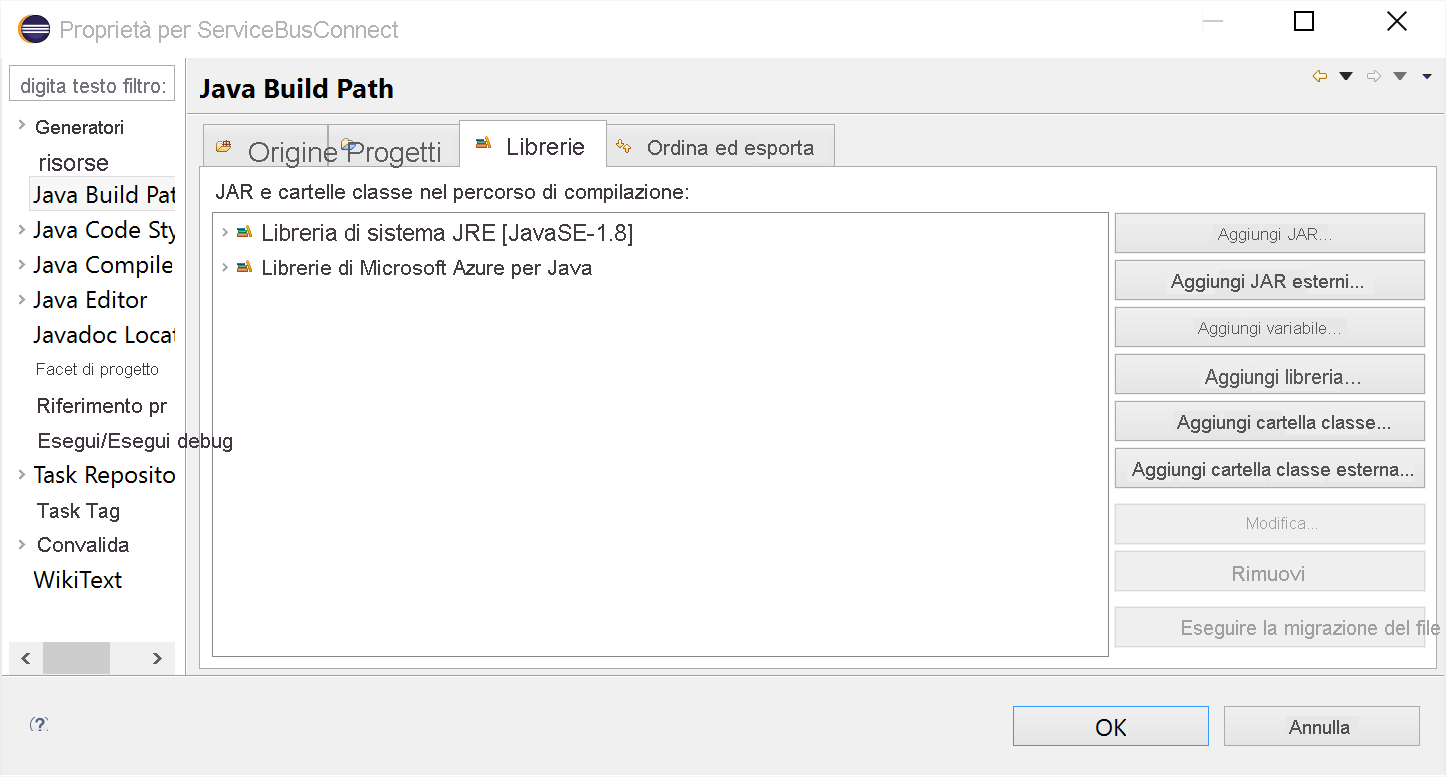 Proprietà per ServiceBusConnect
digita testo filtro:
Generatori
risorse
Java Build Pat
Java Code Sty
Java Compile
Java Editor
Javadoc Locat
Facet di progetto
Riferimento pr
Esegui/Esegui debug
Task Reposito
Task Tag
Convalida
WikiText
Java Build Path
Origine Progetti Librerie Ordina ed esporta
JAR e cartelle classe nel percorso di compilazione:
Libreria di sistema JRE [JavaSE-1.8]
Librerie di Microsoft Azure per Java
Aggiungi JAR...
Aggiungi JAR esterni...
Aggiungi variabile...
Aggiungi libreria...
Aggiungi cartella classe...
Aggiungi cartella classe esterna...
Modifica...
Rimuovi
Eseguire la migrazione del file
OK
Annulla